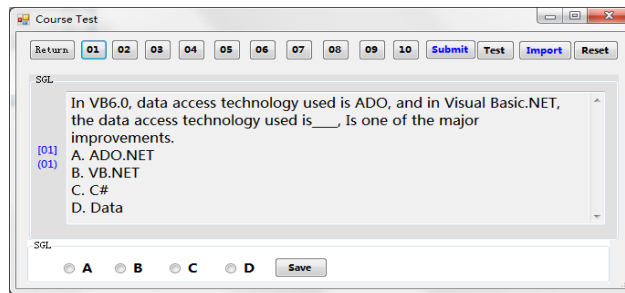 Course Test
Return 01 02 03 04 05 06 07 08 09 10 Submit Test Import Reset
SGL
In VB6.0, data access technology used is ADO, and in Visual Basic.NET,
the data access technology used is___, Is one of the major
improvements.
[01]
(01)
A. ADO.NET
B. VB.NET
C. C#
D. Data
SGL
A B C D Save